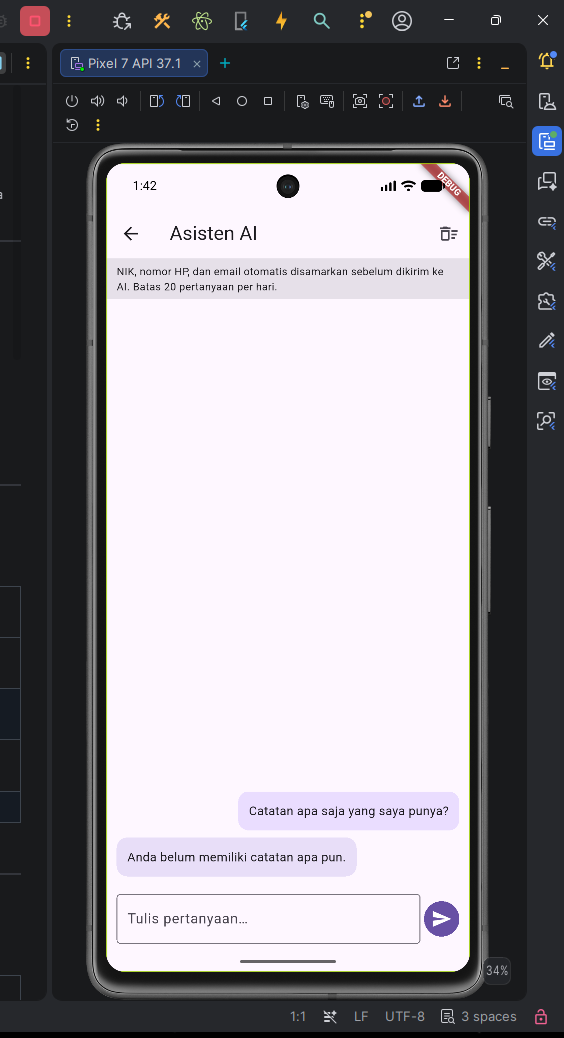 Pixel 7 API 37.1
1:42
DEBUG
Asisten AI
NIK, nomor HP, dan email otomatis disamarkan sebelum dikirim ke
AI. Batas 20 pertanyaan per hari.
Catatan apa saja yang saya punya?
Anda belum memiliki catatan apa pun.
Tulis pertanyaan...
34%
1:1
LF
UTF-8
3 spaces